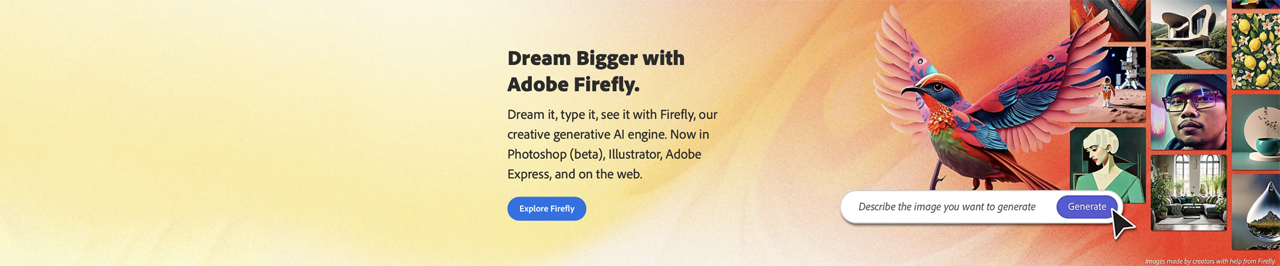 Dream Bigger with
Adobe Firefly.
Dream it, type it, see it with Firefly, our
creative generative AI engine. Now in
Photoshop (beta), Illustrator, Adobe
Express, and on the web.
Explore Firefly
Describe the image you want to generate
Generate
Images made by creators with help from Firefly.